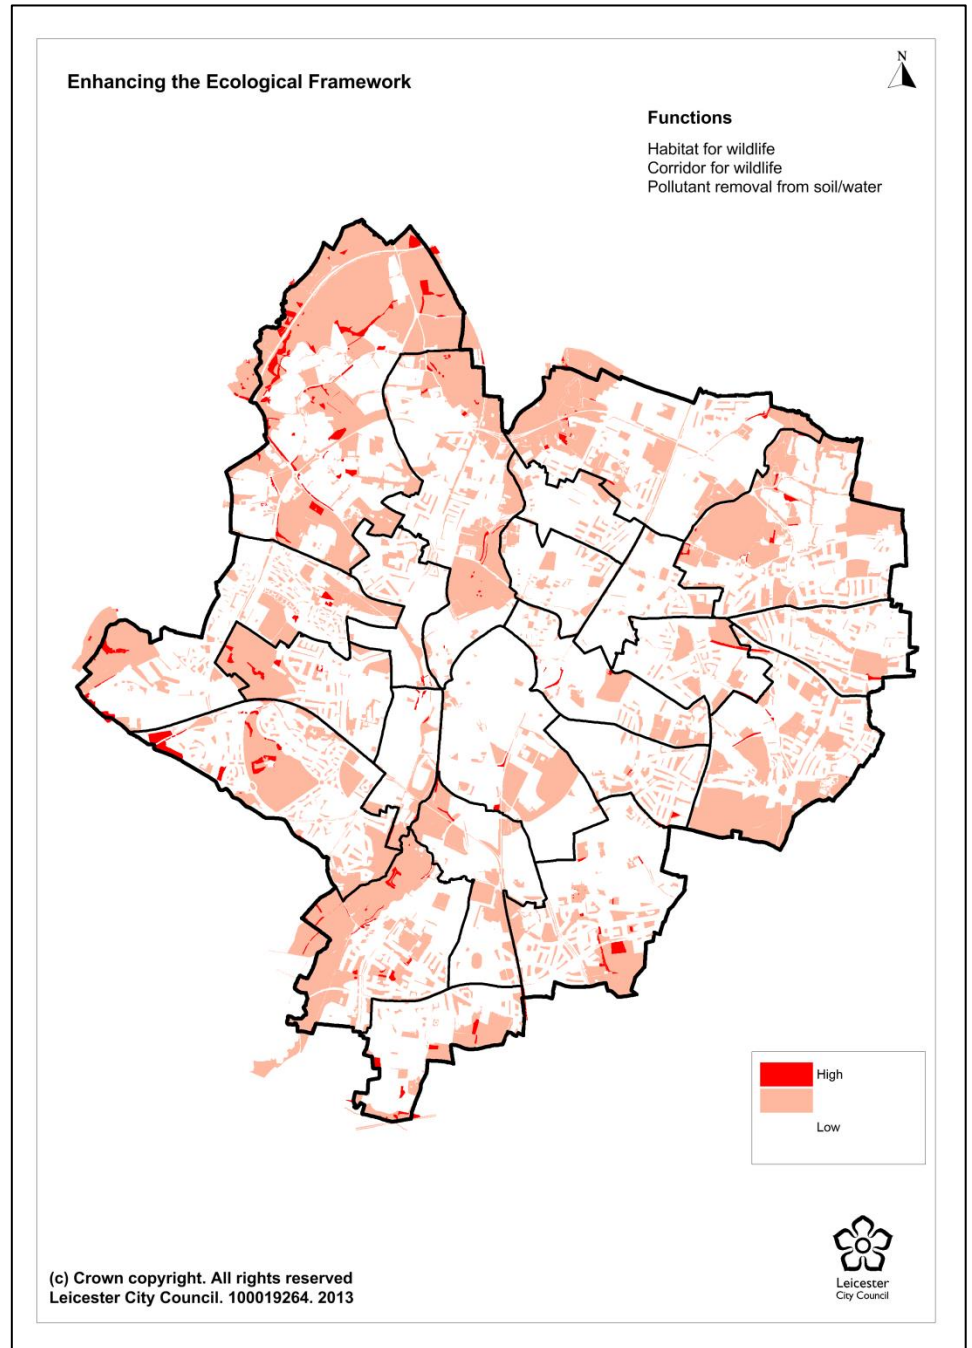 Enhancing the Ecological Framework
N
Functions
Habitat for wildlife
Corridor for wildlife
Pollutant removal from soil/water
High
Low
(c) Crown copyright. All rights reserved
Leicester City Council. 100019264. 2013
Leicester
City Council